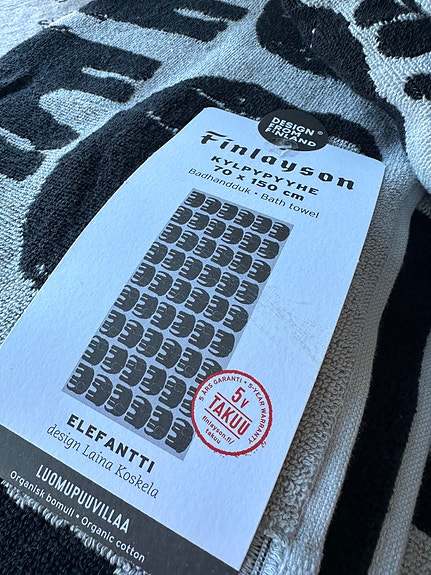 DESIGN
FROM
FINLAND
Finlayson
KYLPYPYYHE
70 x 150 cm
Badhandduk • Bath towel
5 ÅRS GARANTI • 5-YEAR WARRANTY
5 v
TAKUU
finlayson.fi/
takuu
ELEFANTTI
design Laina Koskela
LUOMUPUUVILLAA
Organisk bomull • Organic cotton